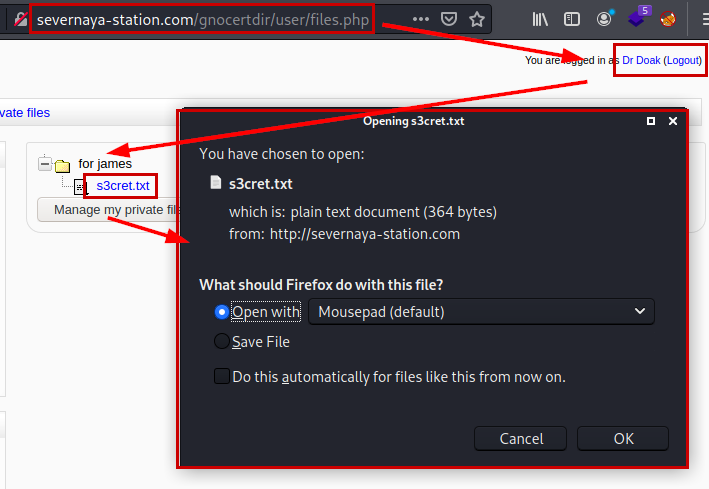 severnaya-station.com/gnocertdir/user/files.php
5
You are logged in as Dr Doak (Logout)
vate files
for james
s3cret.txt
Manage my private file
Opening s3cret.txt
You have chosen to open:
s3cret.txt
which is: plain text document (364 bytes)
from: http://severnaya-station.com
What should Firefox do with this file?
Open with
Mousepad (default)
Save File
Do this automatically for files like this from now on.
Cancel
OK